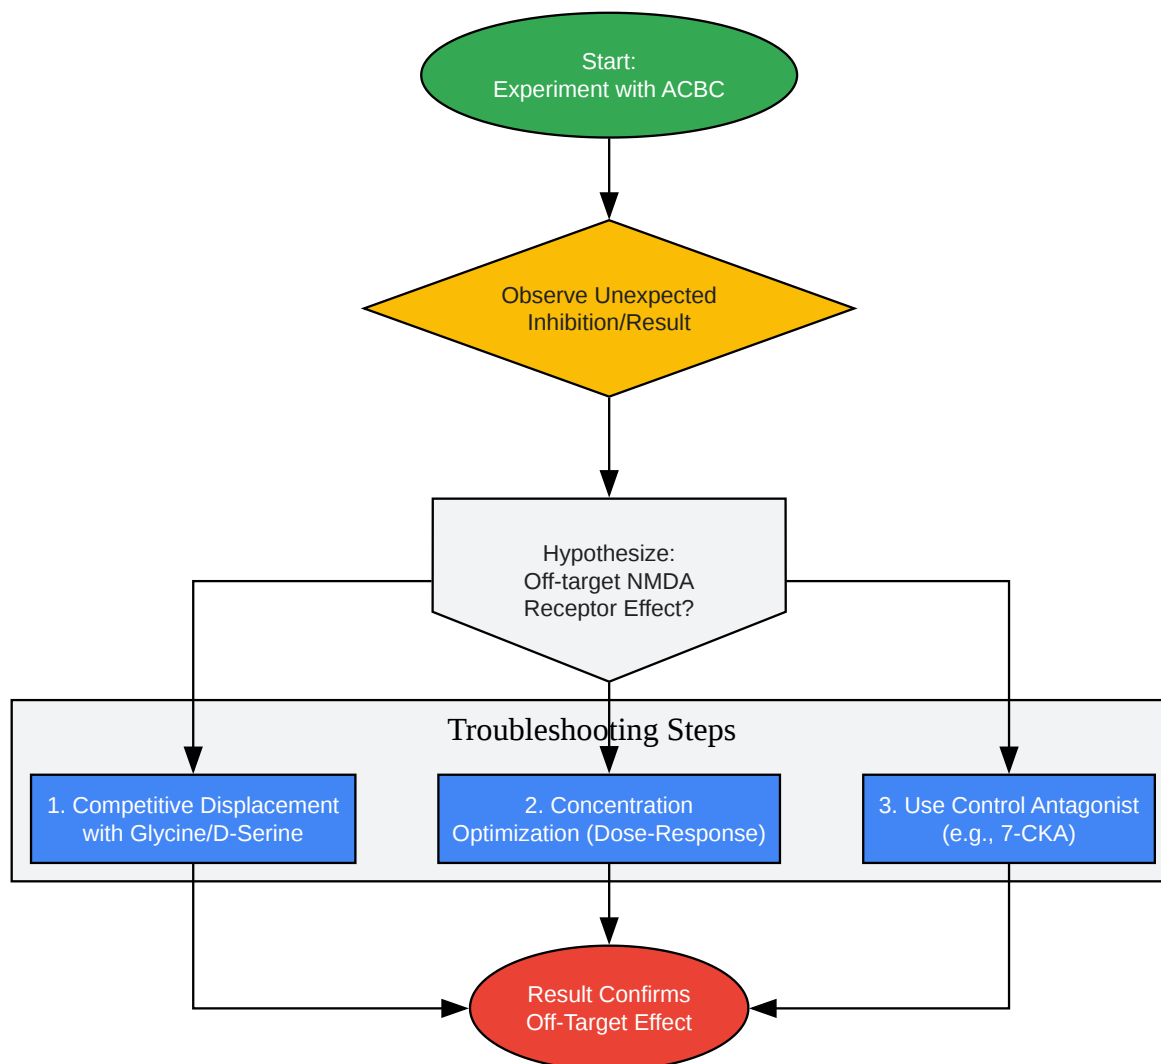 Start:
Experiment with ACBC
Observe Unexpected
Inhibition/Result
Hypothesize:
Off-target NMDA
Receptor Effect?
Troubleshooting Steps
1. Competitive Displacement
with Glycine/D-Serine
2. Concentration
Optimization (Dose-Response)
3. Use Control Antagonist
(e.g., 7-CKA)
Result Confirms
Off-Target Effect